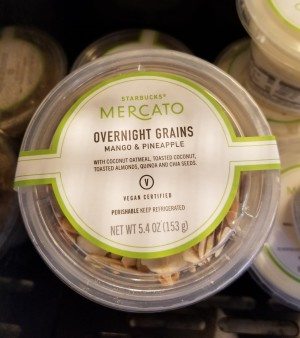 STARBUCKS®
MERCATO
OVERNIGHT GRAINS
MANGO & PINEAPPLE
WITH COCONUT OATMEAL, TOASTED COCONUT,
TOASTED ALMONDS, QUINOA AND CHIA SEEDS.
V
VEGAN CERTIFIED
PERISHABLE KEEP REFRIGERATED
NET WT 5.4 OZ (153 g)